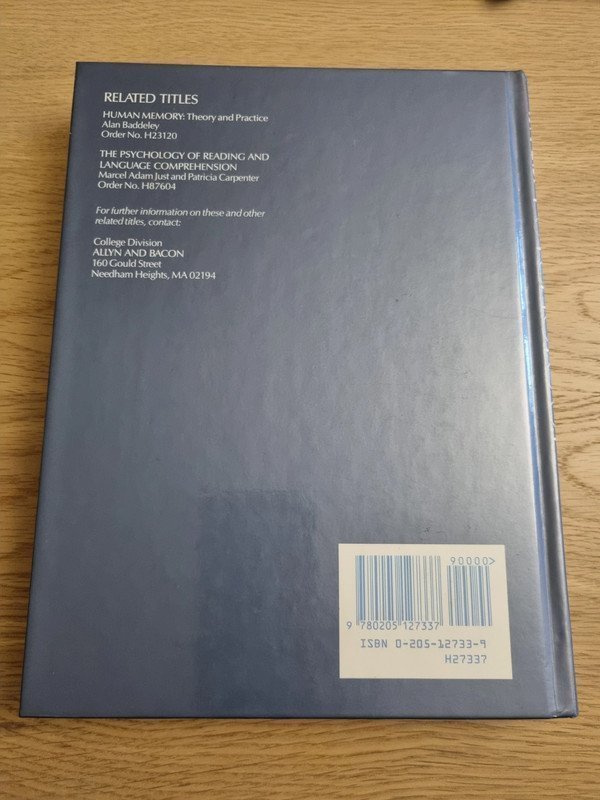 RELATED TITLES
HUMAN MEMORY: Theory and Practice
Alan Baddeley
Order No. H23120
THE PSYCHOLOGY OF READING AND
LANGUAGE COMPREHENSION
Marcel Adam Just and Patricia Carpenter
Order No. H87604
For further information on these and other
related titles, contact:
College Division
ALLYN AND BACON
160 Gould Street
Needham Heights, MA 02194
90000>
9 780205 127337
ISBN 0-205-12733-9
H27337